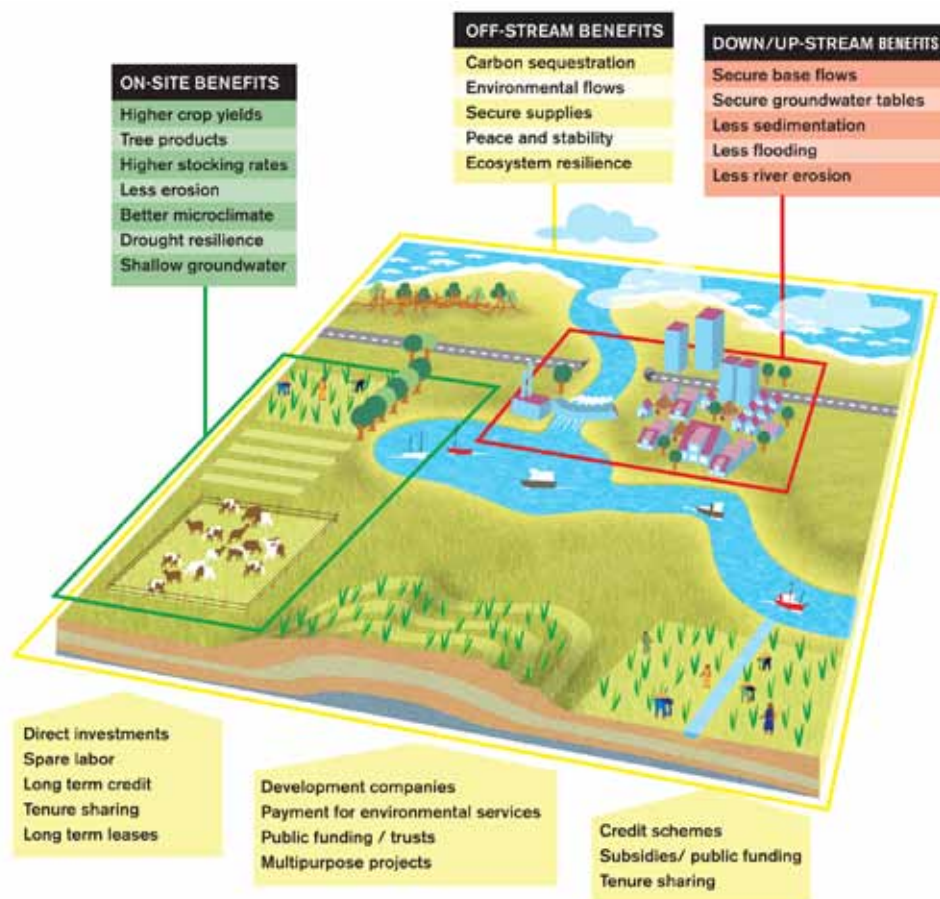 ON-SITE BENEFITS
Higher crop yields
Tree products
Higher stocking rates
Less erosion
Better microclimate
Drought resilience
Shallow groundwater
OFF-STREAM BENEFITS
Carbon sequestration
Environmental flows
Secure supplies
Peace and stability
Ecosystem resilience
DOWN/UP-STREAM BENEFITS
Secure base flows
Secure groundwater tables
Less sedimentation
Less flooding
Less river erosion
Direct investments
Spare labor
Long term credit
Tenure sharing
Long term leases
Development companies
Payment for environmental services
Public funding / trusts
Multipurpose projects
Credit schemes
Subsidies/ public funding
Tenure sharing